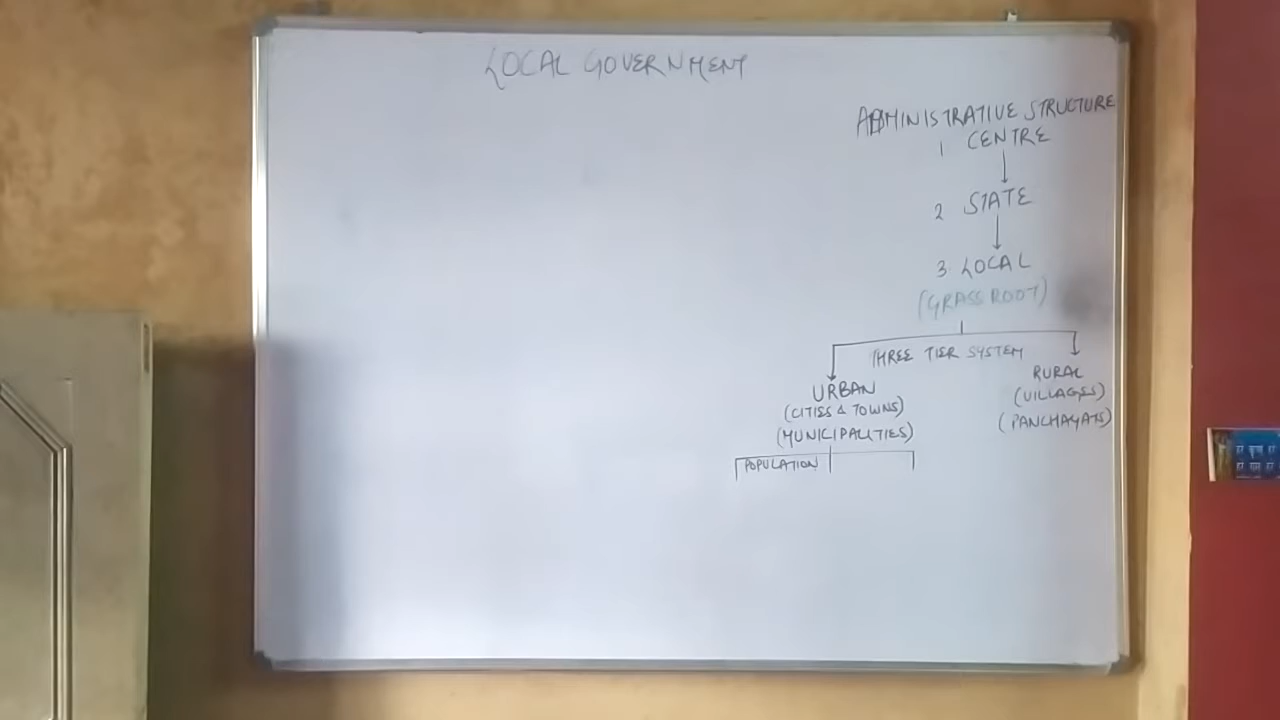 LOCAL GOVERNMENT
ADMINISTRATIVE STRUCTURE
1 CENTRE
2 STATE
3. LOCAL
(GRASS ROOT)
THREE TIER SYSTEM
URBAN
(CITIES & TOWNS)
(MUNICIPALITIES)
RURAL
(VILLAGES)
(PANCHAYATS)
POPULATION